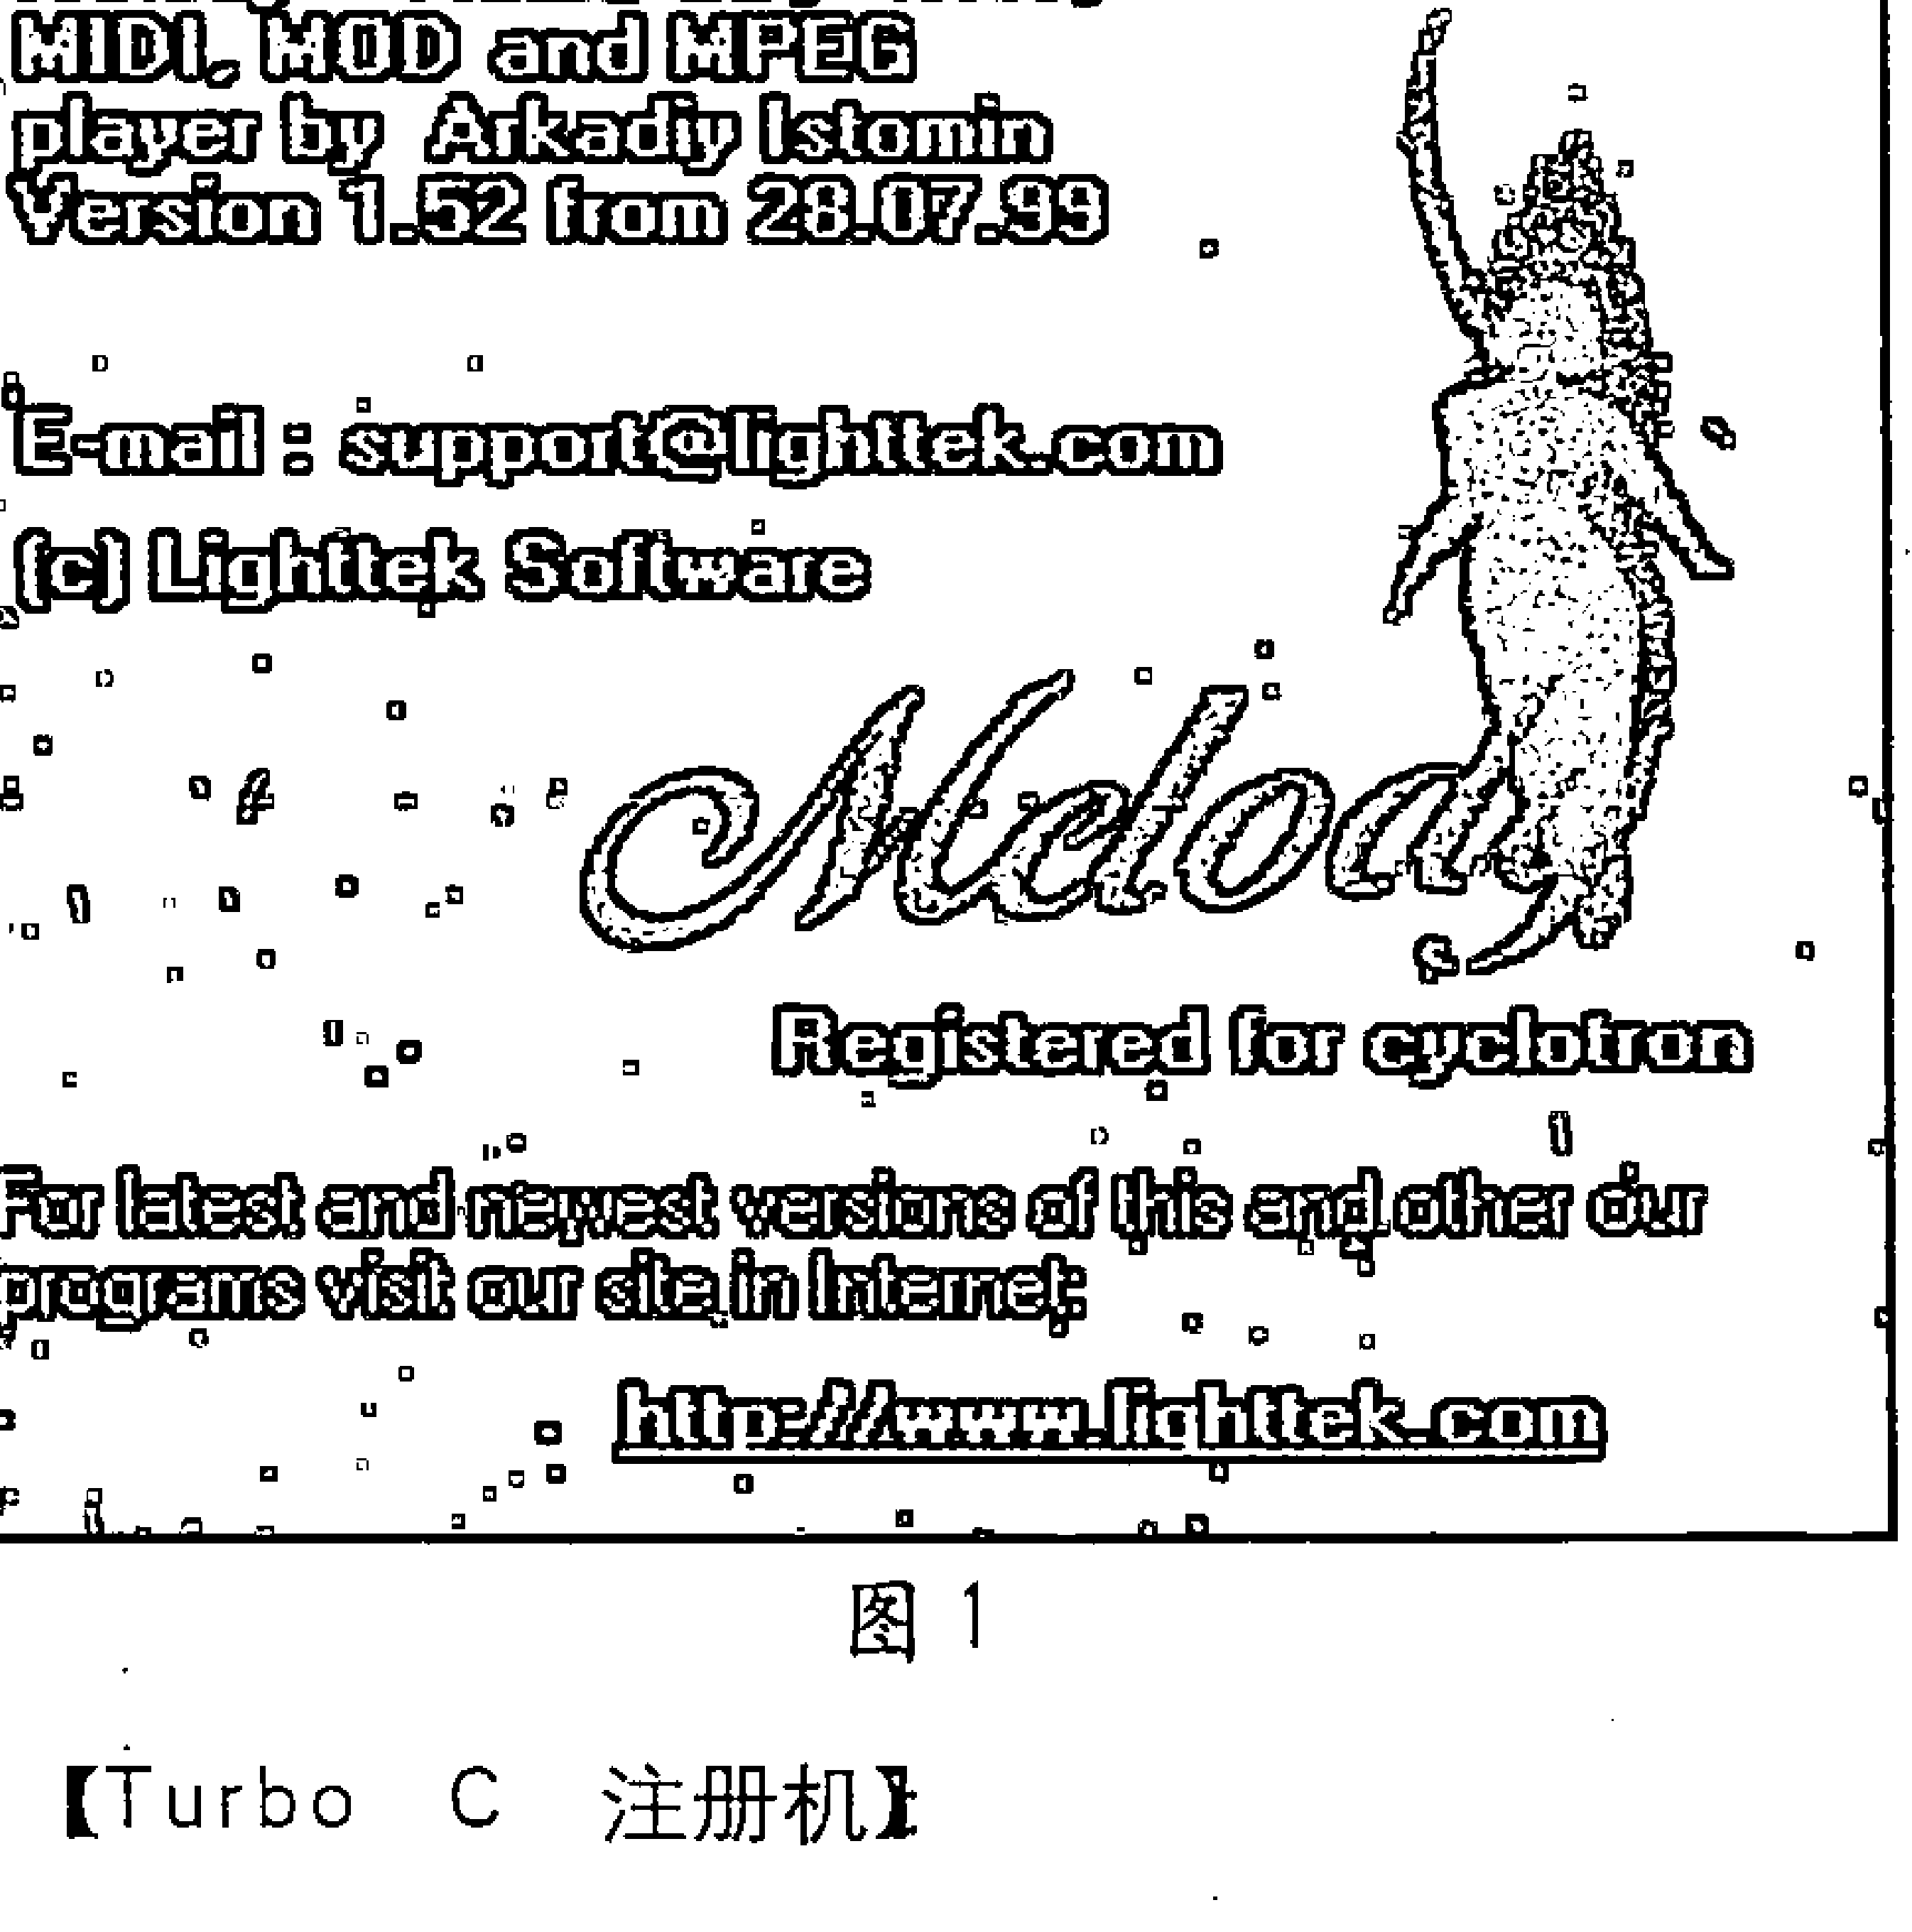 MIDI, MOD and MPEG
player by Arkadiy Istomin
Version 1.52 from 28.07.99
E-mail : support@lighttek.com
(c) Lighttek Software
Registered for cyclotron
For latest and newest versions of this and other our
programs visit our site in Internet:
http://www.lighttek.com
图 1
【Turbo C 注册机】